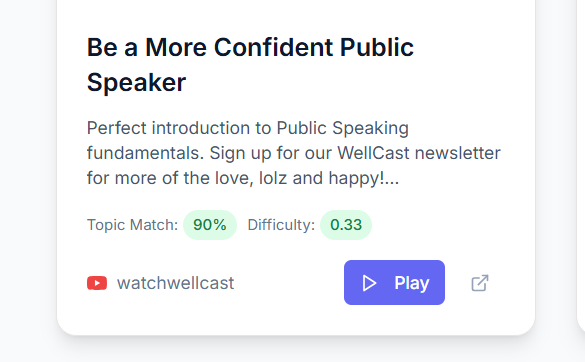 Be a More Confident Public
Speaker
Perfect introduction to Public Speaking
fundamentals. Sign up for our WellCast newsletter
for more of the love, lolz and happy!...
Topic Match: 90% Difficulty: 0.33
watchwellcast Play